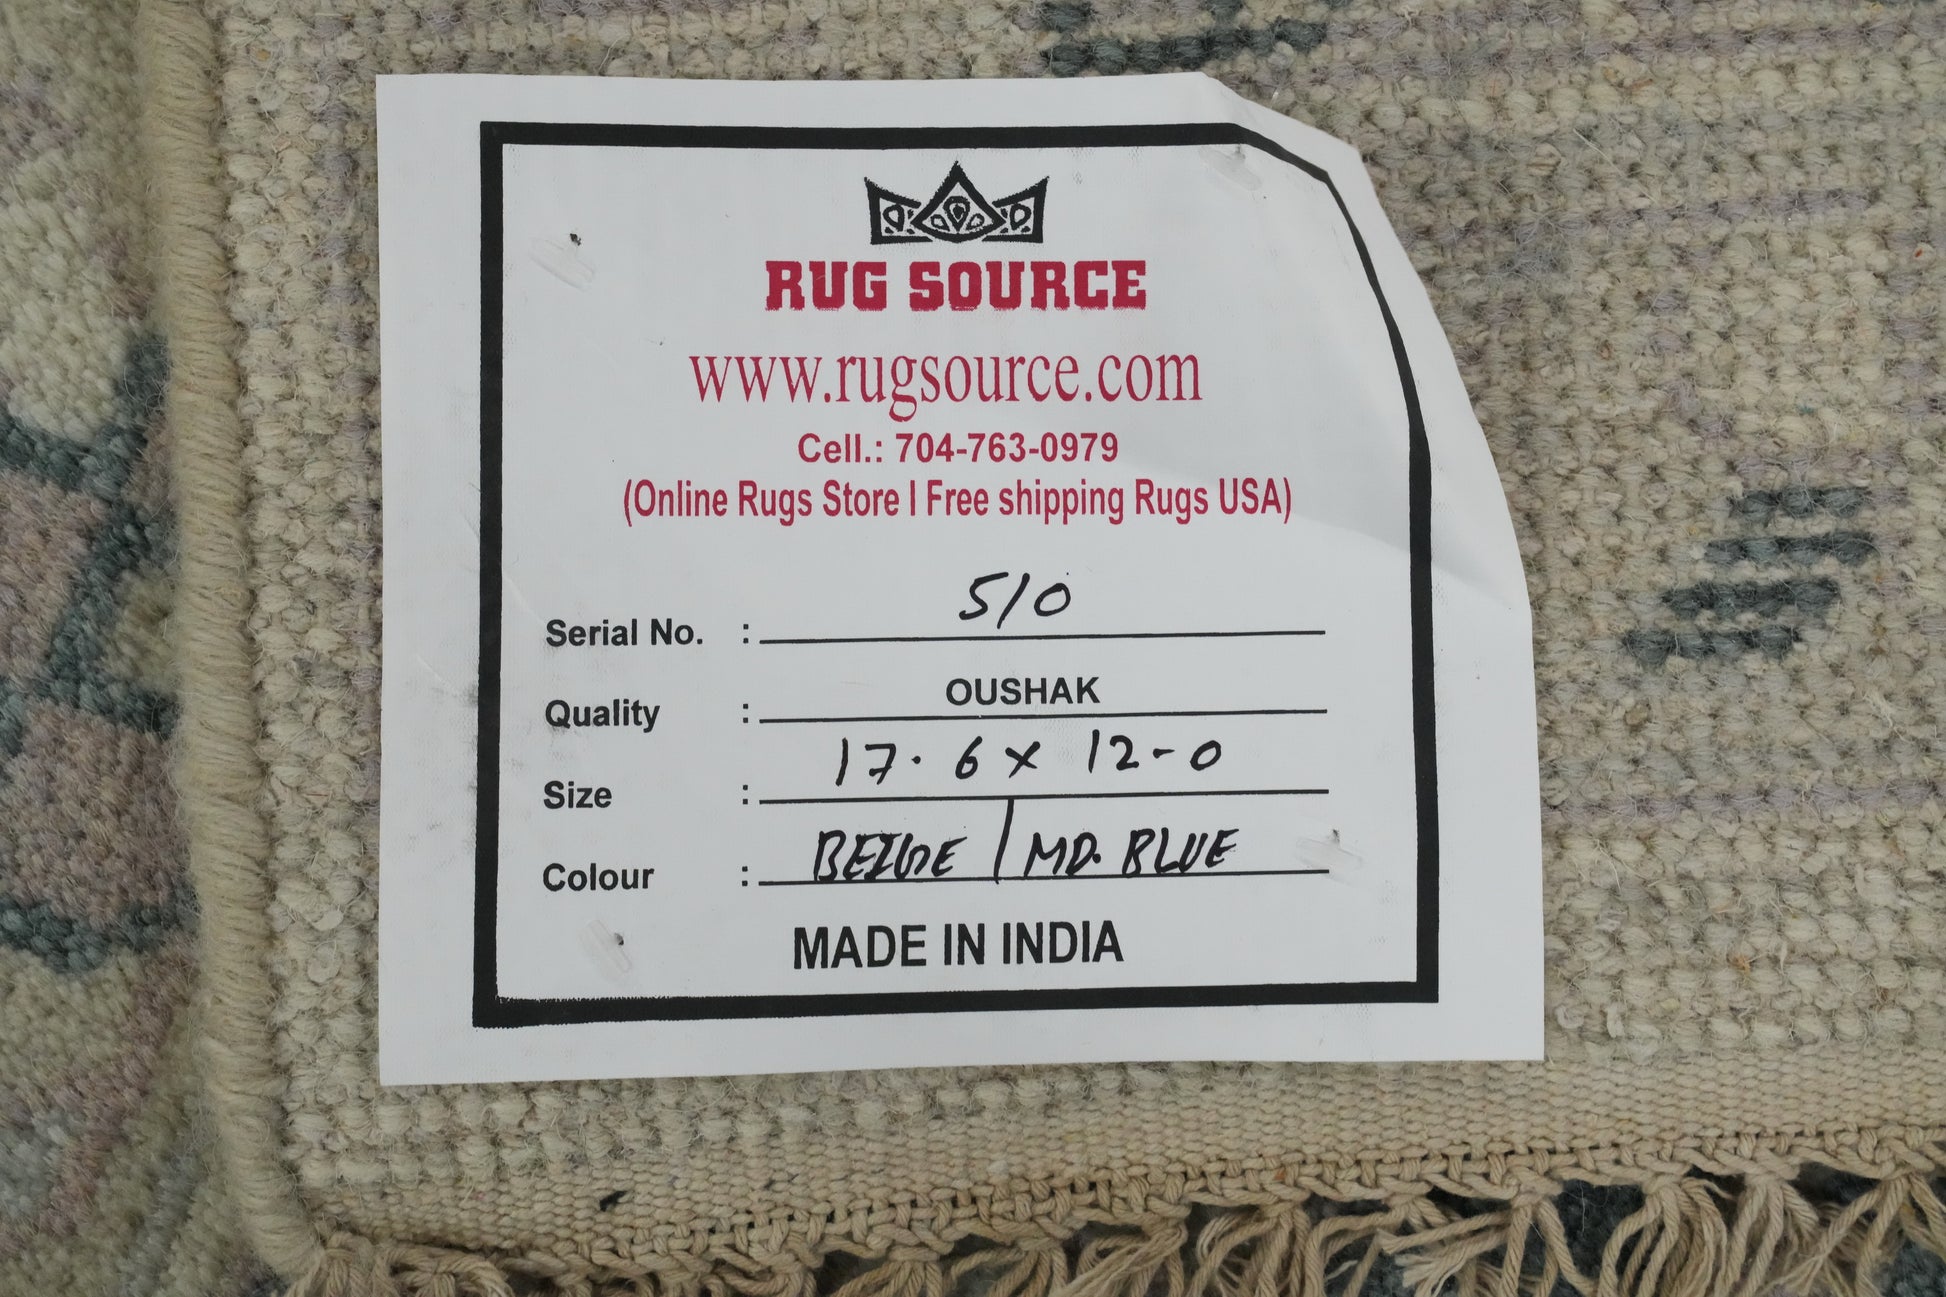 RUG SOURCE
www.rugsource.com
Cell.: 704-763-0979
(Online Rugs Store | Free shipping Rugs USA)
Serial No. : 510
Quality : OUSHAK
Size : 17.6 x 12-0
Colour : BEIGE / MD. BLUE
MADE IN INDIA